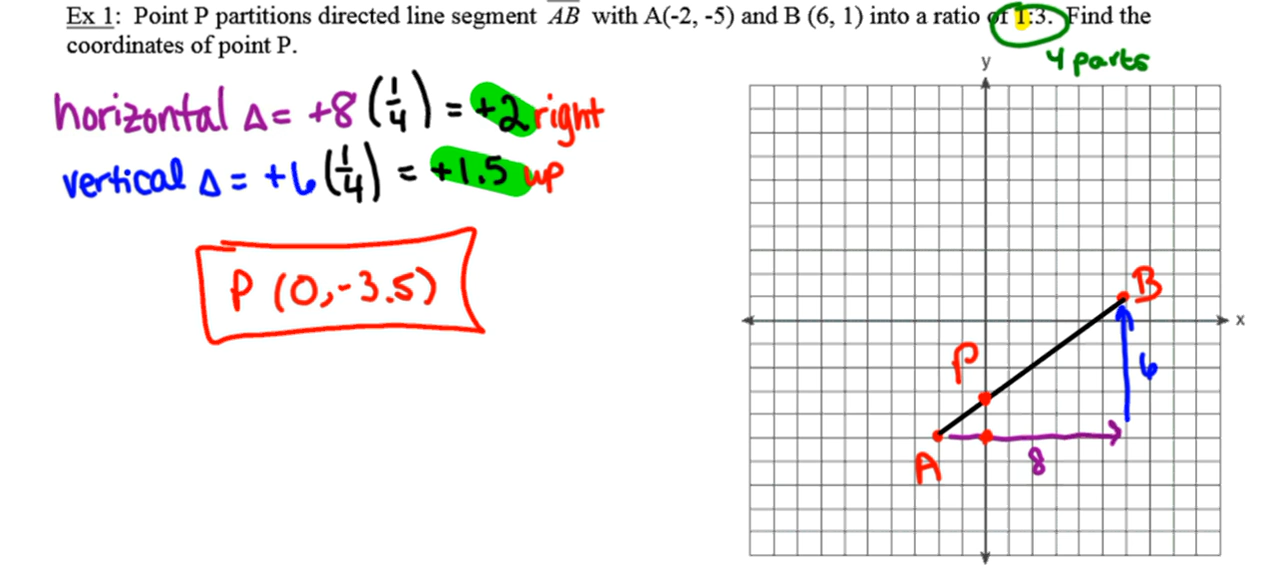 Ex 1: Point P partitions directed line segment AB with A(-2, -5) and B (6, 1) into a ratio of 1:3. Find the
coordinates of point P.
4 parts
horizontal Δ= +8 (1/4) = +2 right
vertical Δ = +6 (1/4) = +1.5 up
P (0,-3.5)
y
x
B
P
6
A
8